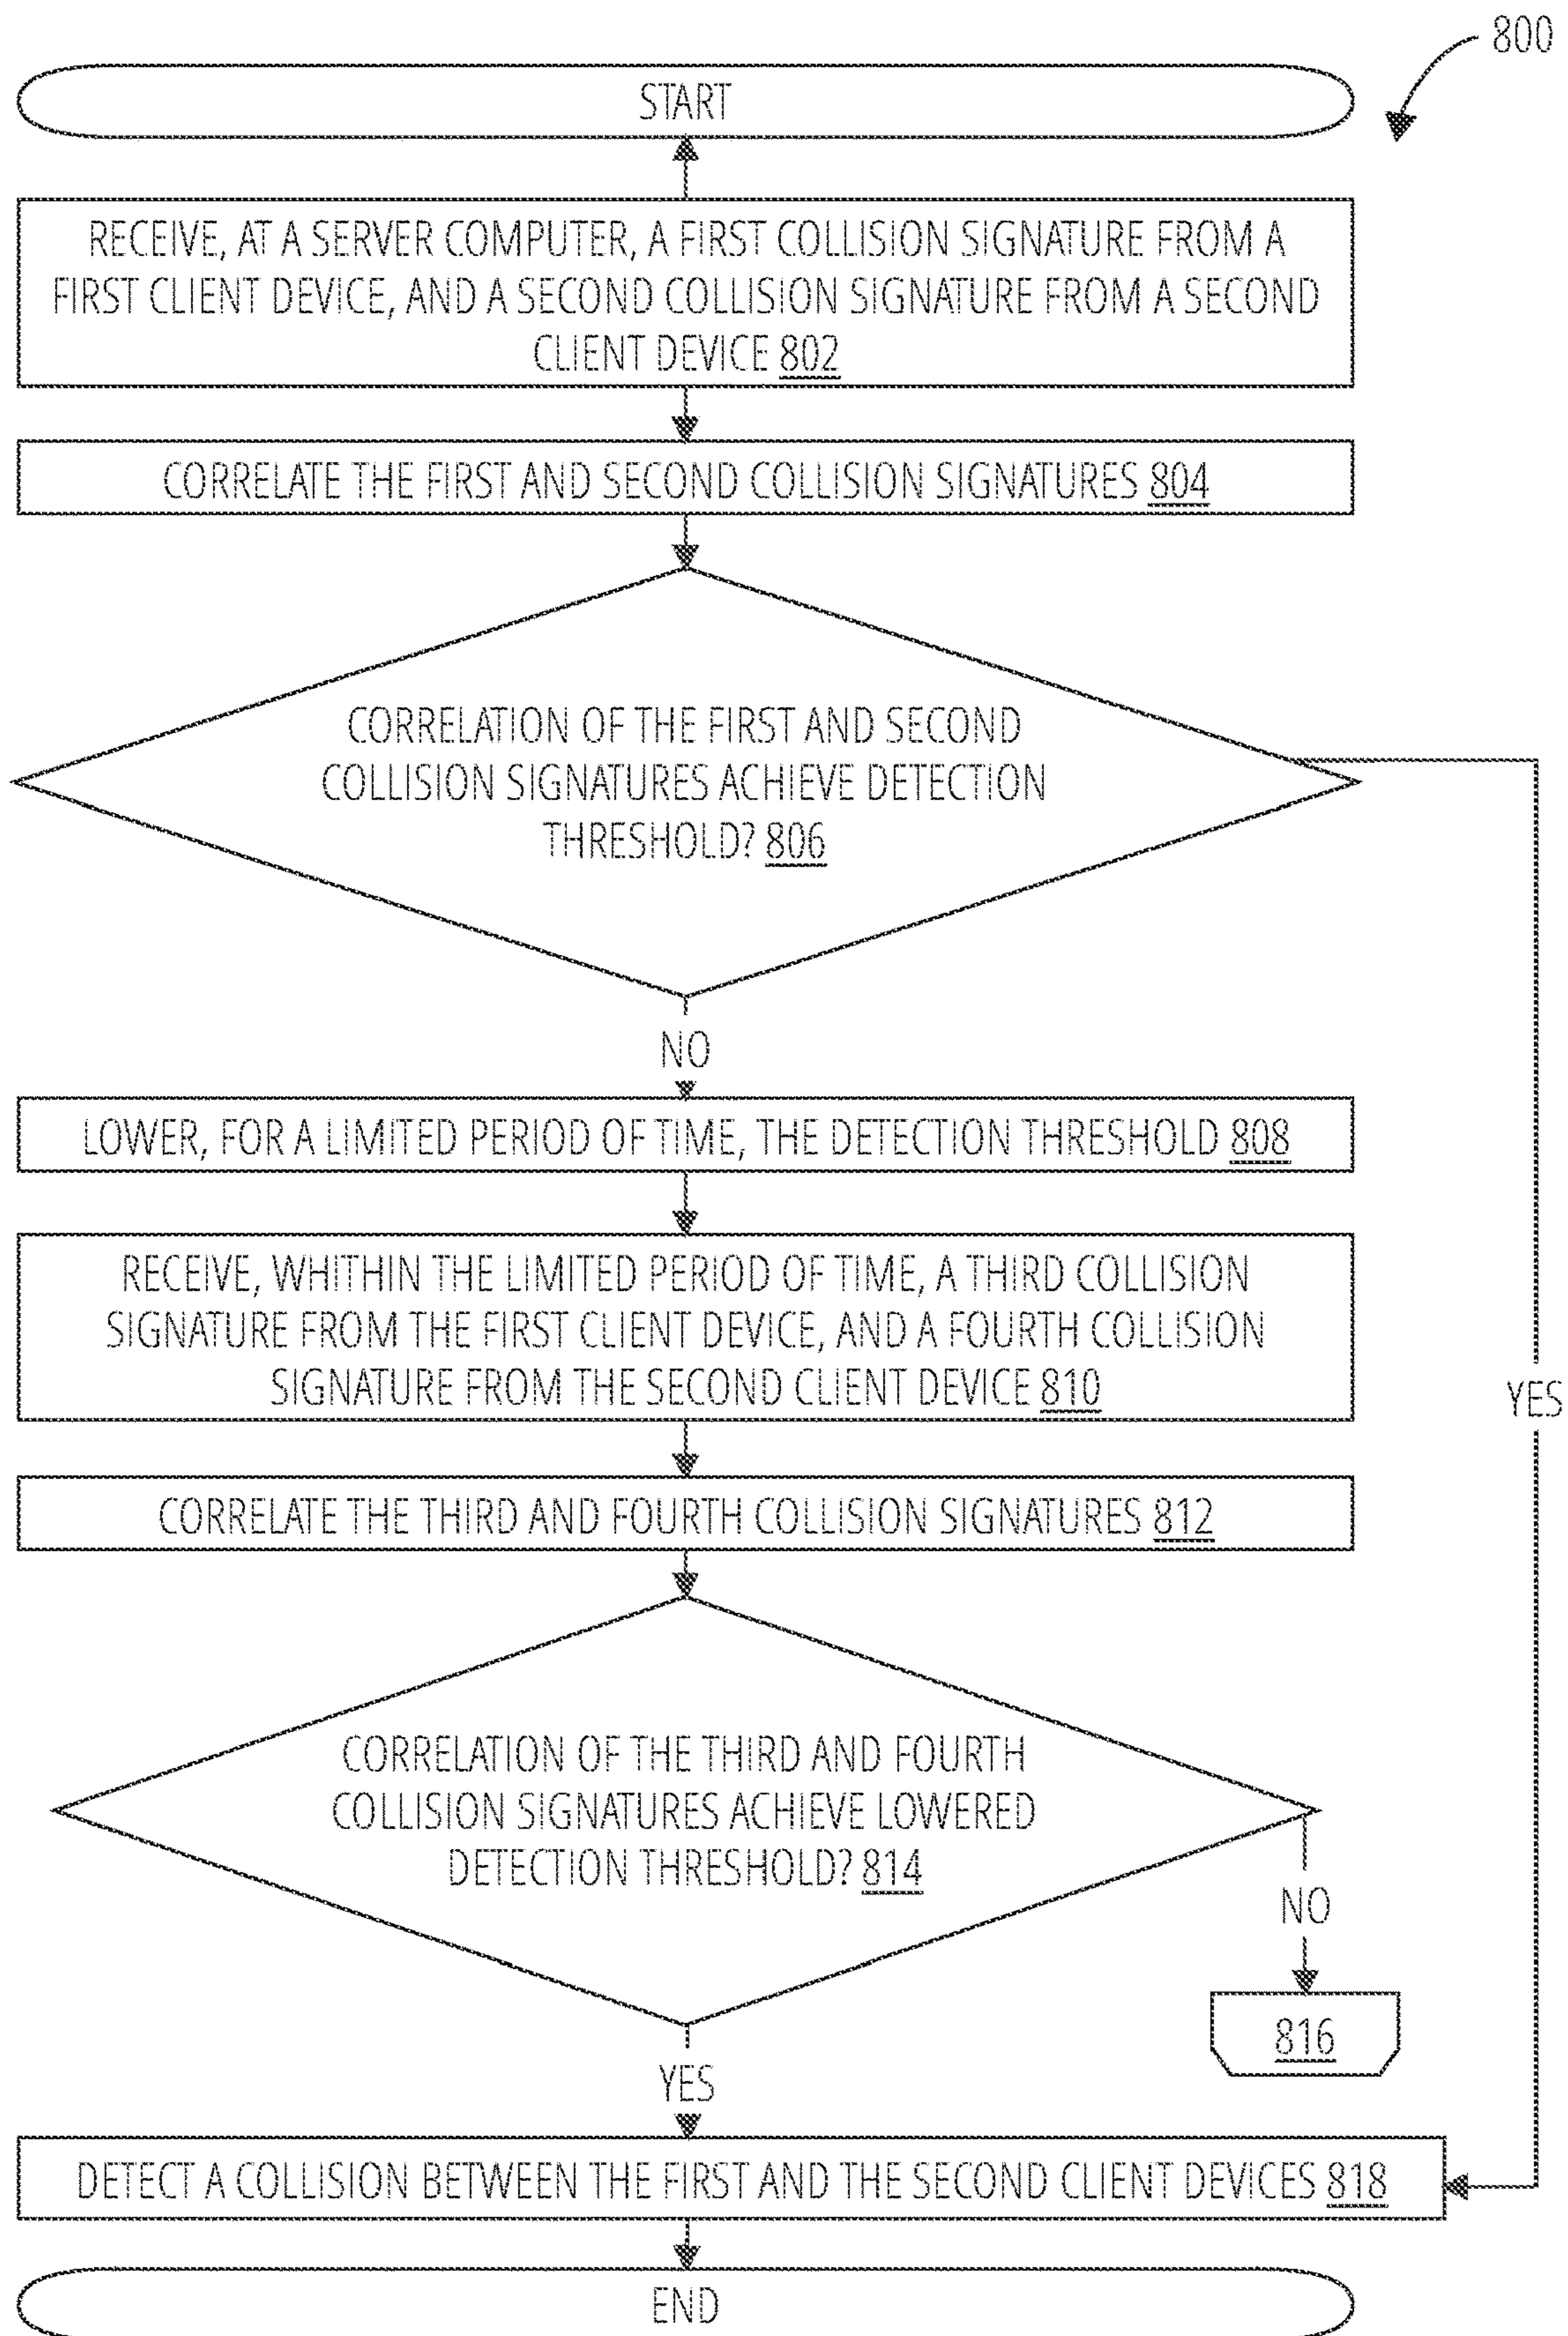 800
START
RECEIVE, AT A SERVER COMPUTER, A FIRST COLLISION SIGNATURE FROM A
FIRST CLIENT DEVICE, AND A SECOND COLLISION SIGNATURE FROM A SECOND
CLIENT DEVICE 802
CORRELATE THE FIRST AND SECOND COLLISION SIGNATURES 804
CORRELATION OF THE FIRST AND SECOND
COLLISION SIGNATURES ACHIEVE DETECTION
THRESHOLD? 806
NO
LOWER, FOR A LIMITED PERIOD OF TIME, THE DETECTION THRESHOLD 808
RECEIVE, WHITHIN THE LIMITED PERIOD OF TIME, A THIRD COLLISION
SIGNATURE FROM THE FIRST CLIENT DEVICE, AND A FOURTH COLLISION
SIGNATURE FROM THE SECOND CLIENT DEVICE 810
YES
CORRELATE THE THIRD AND FOURTH COLLISION SIGNATURES 812
CORRELATION OF THE THIRD AND FOURTH
COLLISION SIGNATURES ACHIEVE LOWERED
DETECTION THRESHOLD? 814
NO
816
YES
DETECT A COLLISION BETWEEN THE FIRST AND THE SECOND CLIENT DEVICES 818
END